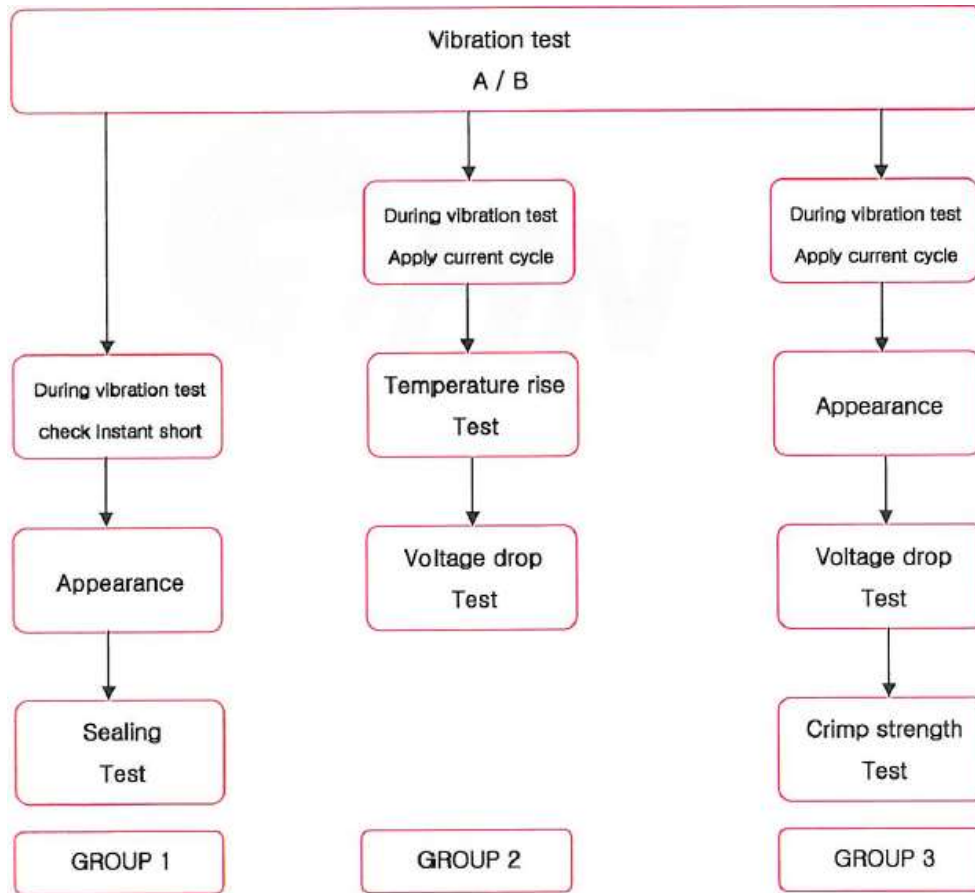 Vibration test
A / B
During vibration test
check instant short
Appearance
Sealing
Test
GROUP 1
During vibration test
Apply current cycle
Temperature rise
Test
Voltage drop
Test
GROUP 2
During vibration test
Apply current cycle
Appearance
Voltage drop
Test
Crimp strength
Test
GROUP 3